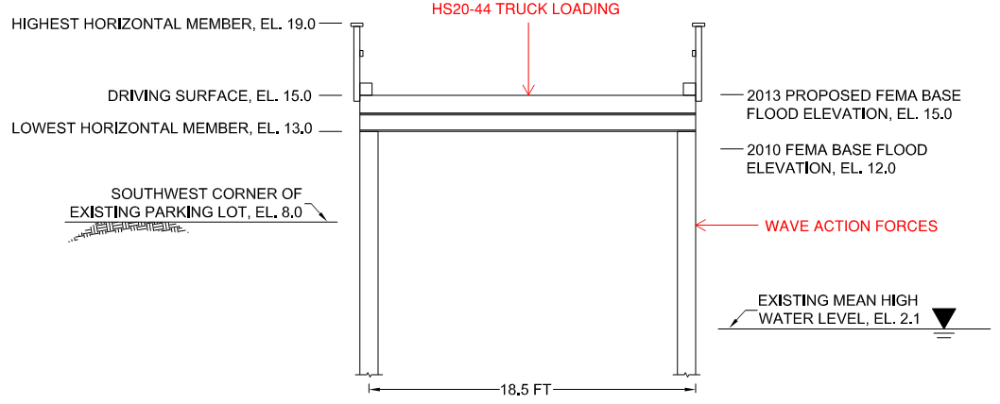 HS20-44 TRUCK LOADING
HIGHEST HORIZONTAL MEMBER, EL. 19.0
DRIVING SURFACE, EL. 15.0
LOWEST HORIZONTAL MEMBER, EL. 13.0
SOUTHWEST CORNER OF
EXISTING PARKING LOT, EL. 8.0
2013 PROPOSED FEMA BASE
FLOOD ELEVATION, EL. 15.0
2010 FEMA BASE FLOOD
ELEVATION, EL. 12.0
WAVE ACTION FORCES
EXISTING MEAN HIGH
WATER LEVEL, EL. 2.1
18.5 FT